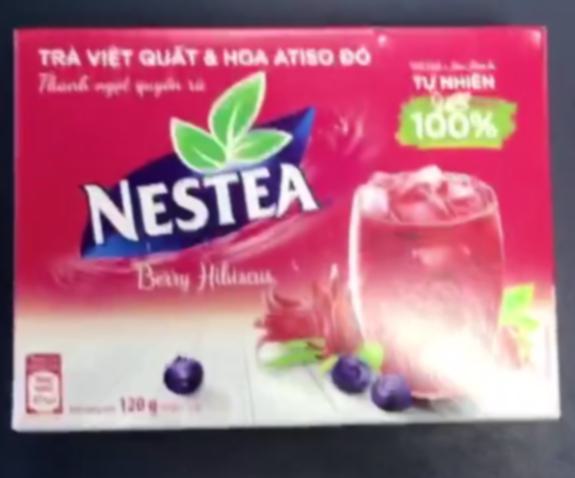 TRÀ VIỆT QUẤT & HOA ATISO ĐỎ
Thanh ngọt quyến rũ
TỰ NHIÊN
100%
NESTEA
Berry Hibiscus
120 g